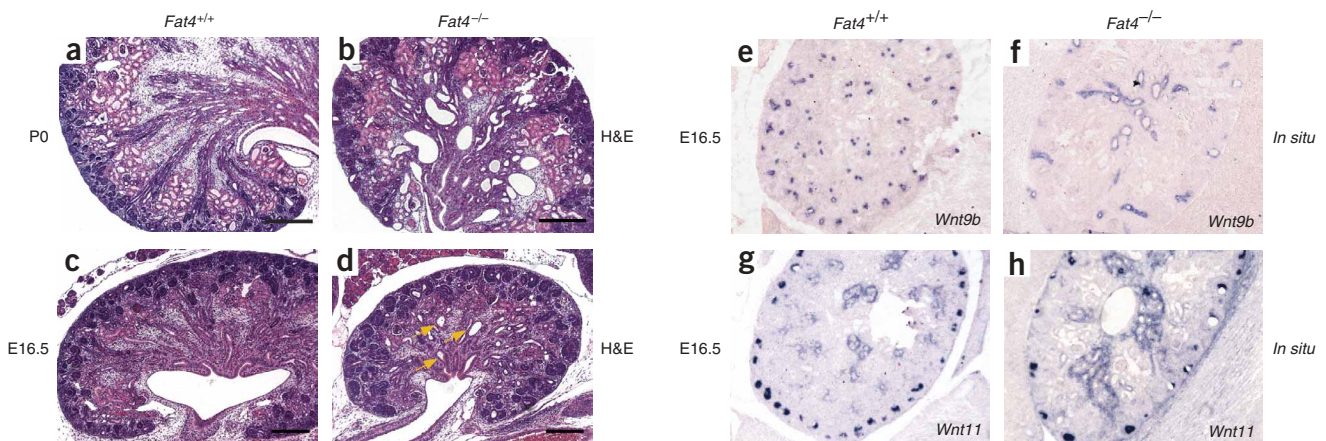 Fat4+/+ Fat4–/– Fat4+/+ Fat4–/–
a b e f
P0 H&E E16.5 In situ
Wnt9b Wnt9b
c d g h
E16.5 H&E E16.5 In situ
Wnt11 Wnt11